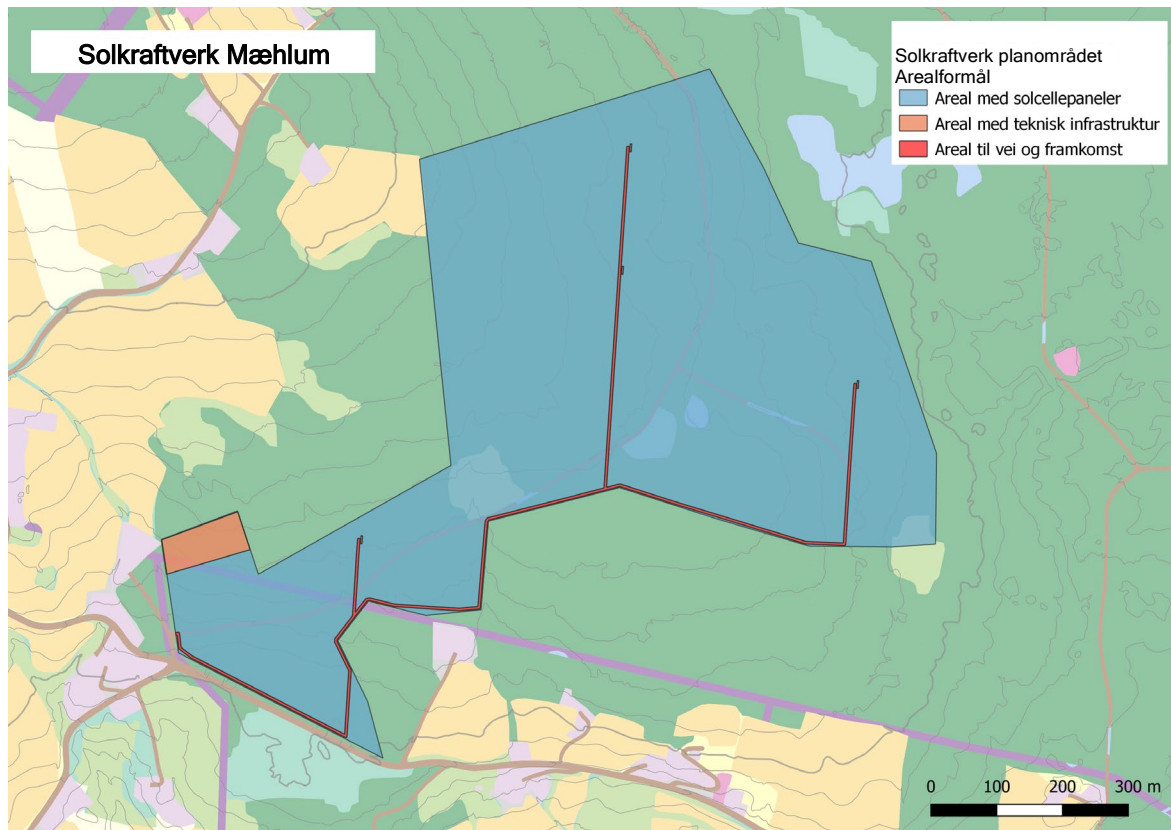 Solkraftverk Mæhlum
Solkraftverk planområdet
Arealformål
Areal med solcellepaneler
Areal med teknisk infrastruktur
Areal til vei og framkomst
0 100 200 300 m